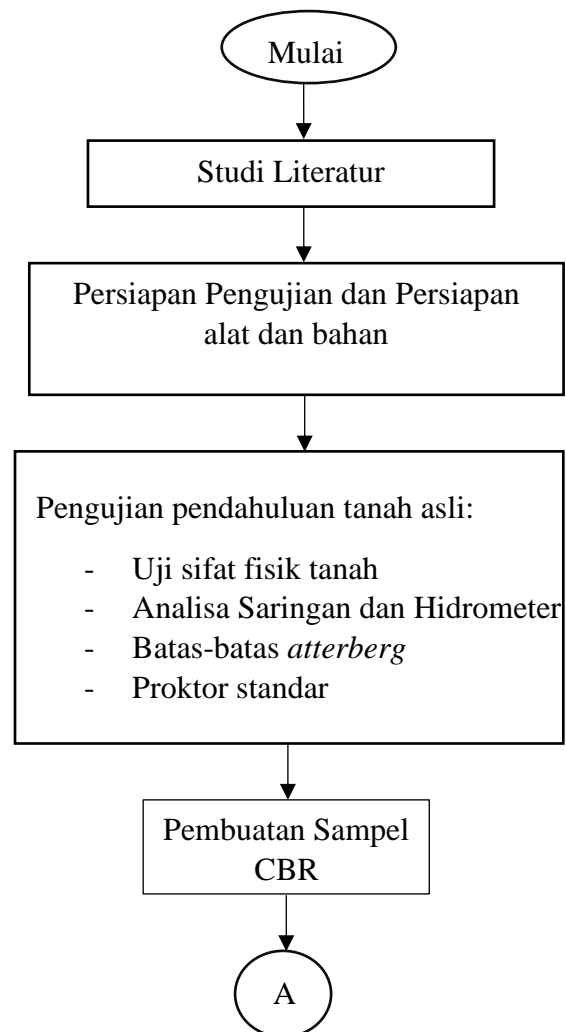 Mulai
Studi Literatur
Persiapan Pengujian dan Persiapan
alat dan bahan
Pengujian pendahuluan tanah asli:
- Uji sifat fisik tanah
- Analisa Saringan dan Hidrometer
- Batas-batas atterberg
- Proktor standar
Pembuatan Sampel
CBR
A